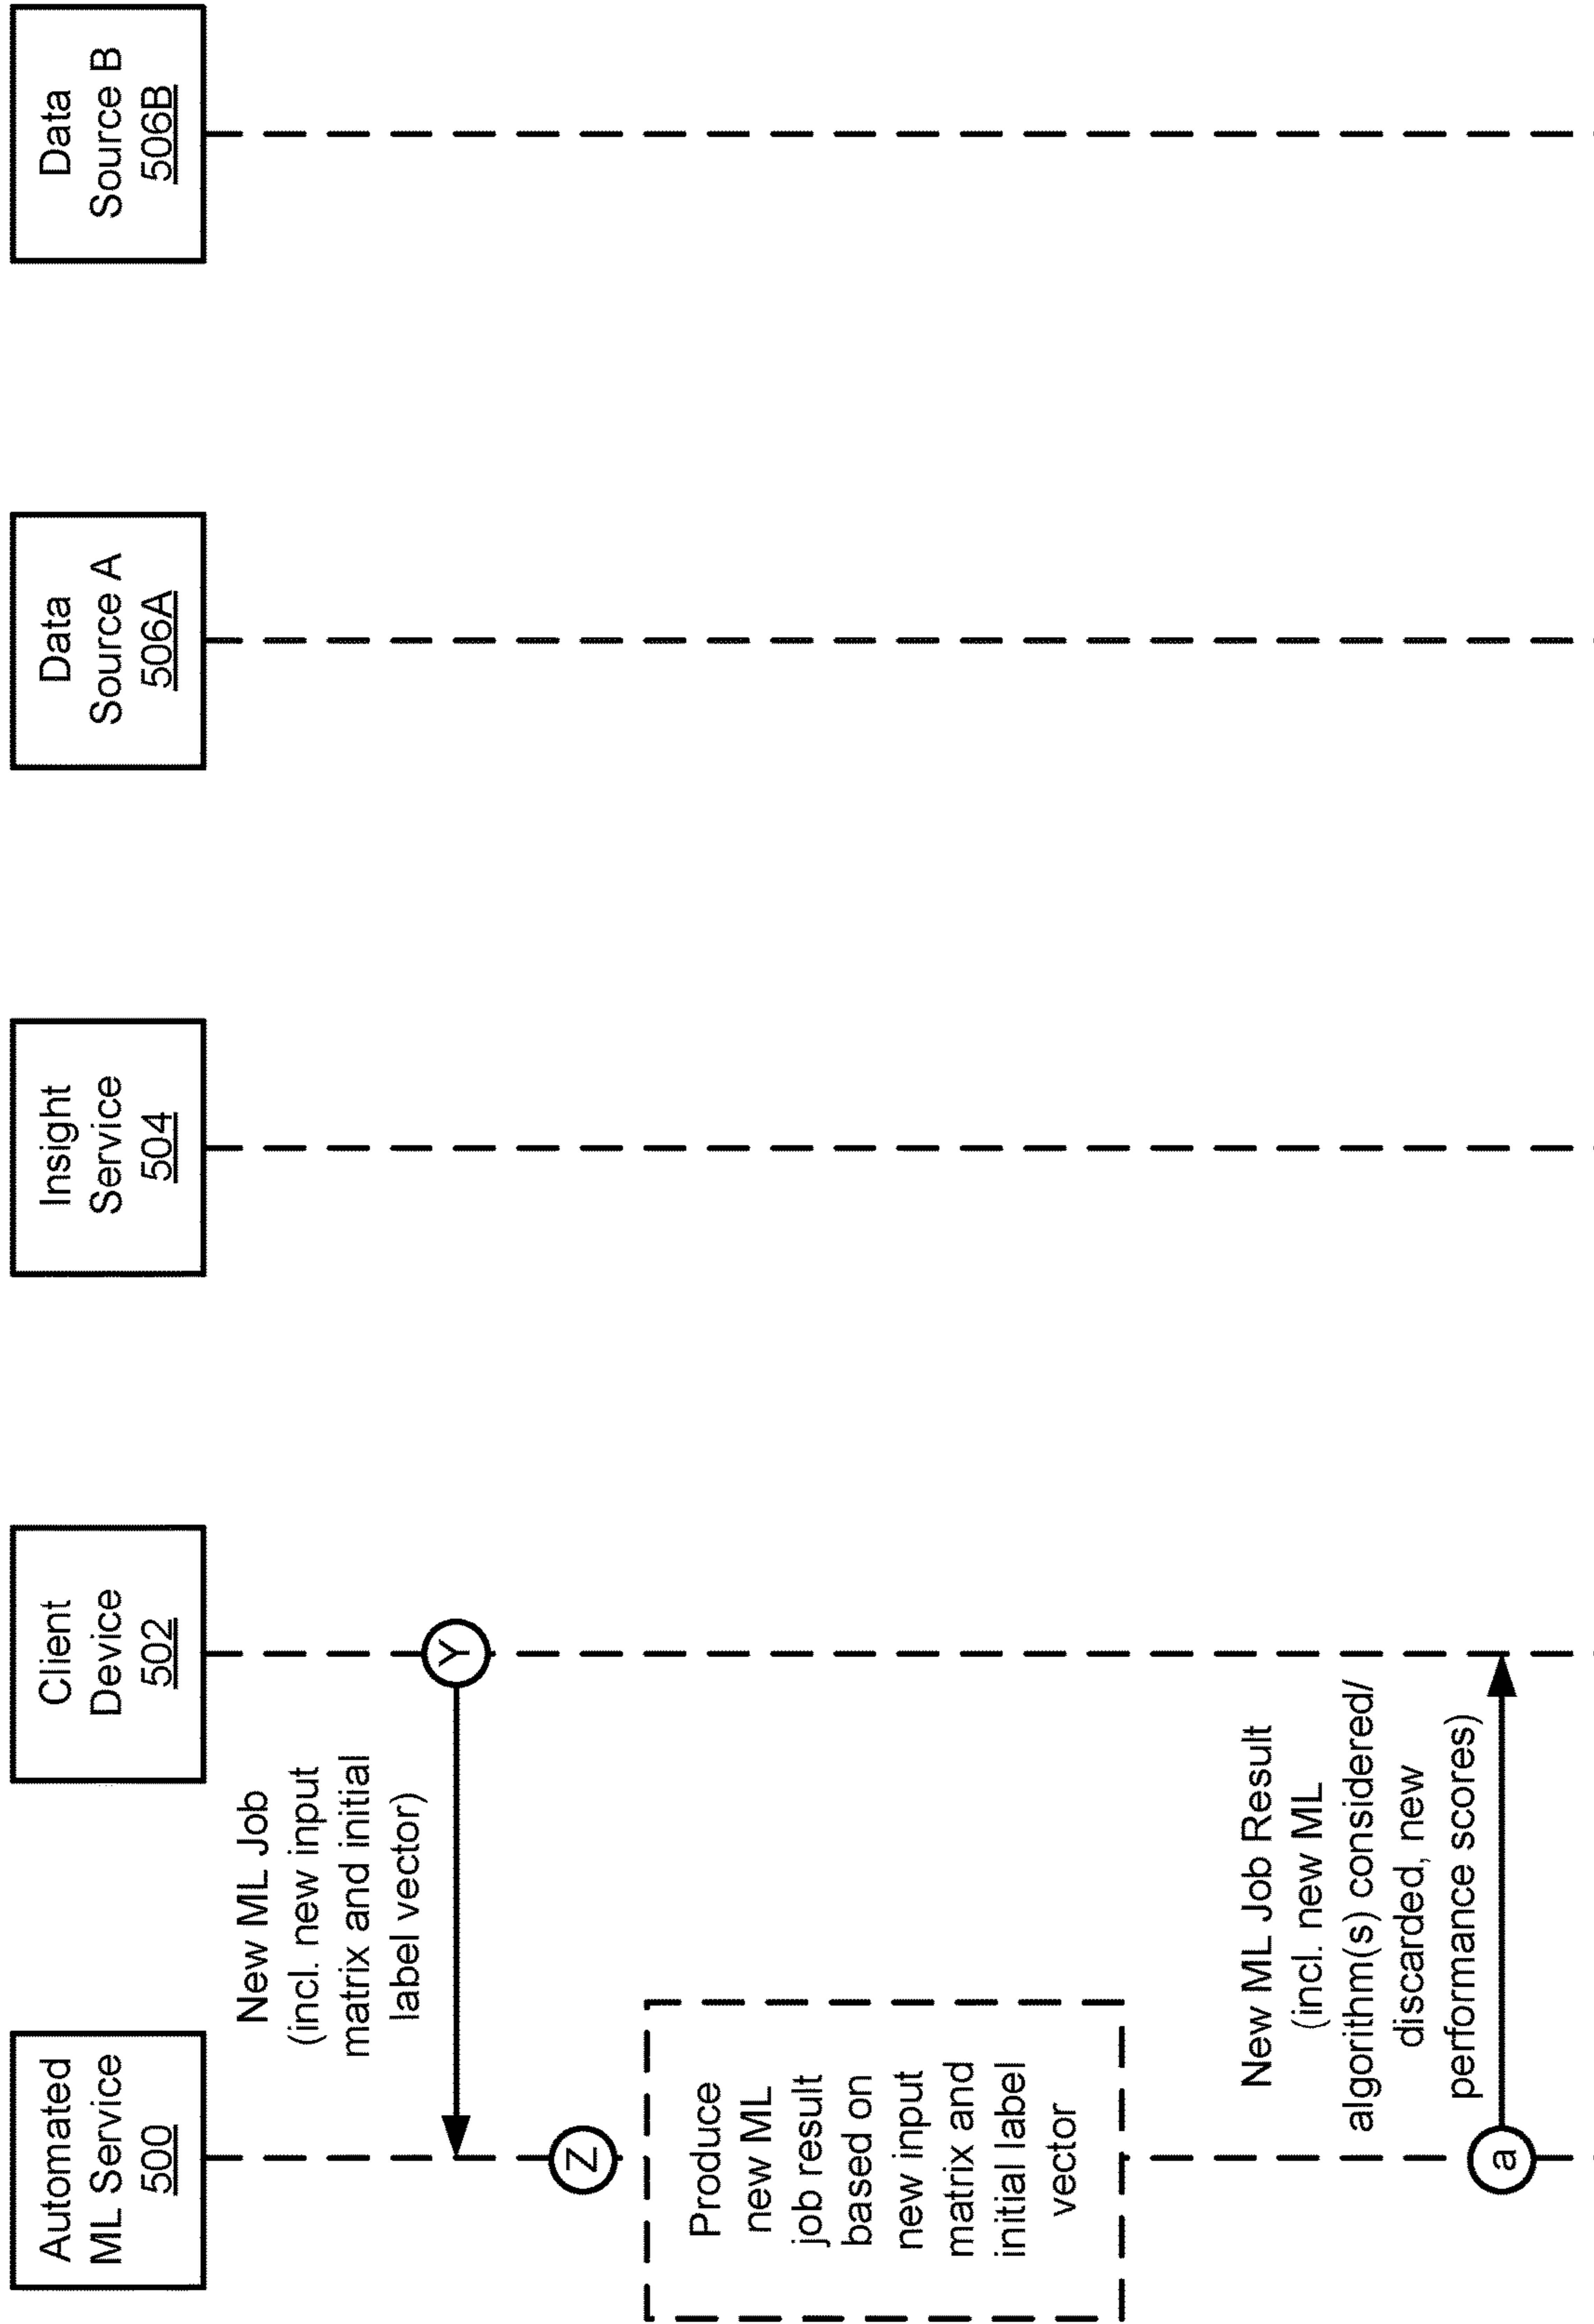 Automated
ML Service
500
Client
Device
502
Insight
Service
504
Data
Source A
506A
Data
Source B
506B
New ML Job
(incl. new input
matrix and initial
label vector)
Y
Z
Produce
new ML
job result
based on
new input
matrix and
initial label
vector
New ML Job Result
(incl. new ML
algorithm(s) considered/
discarded, new
performance scores)
a